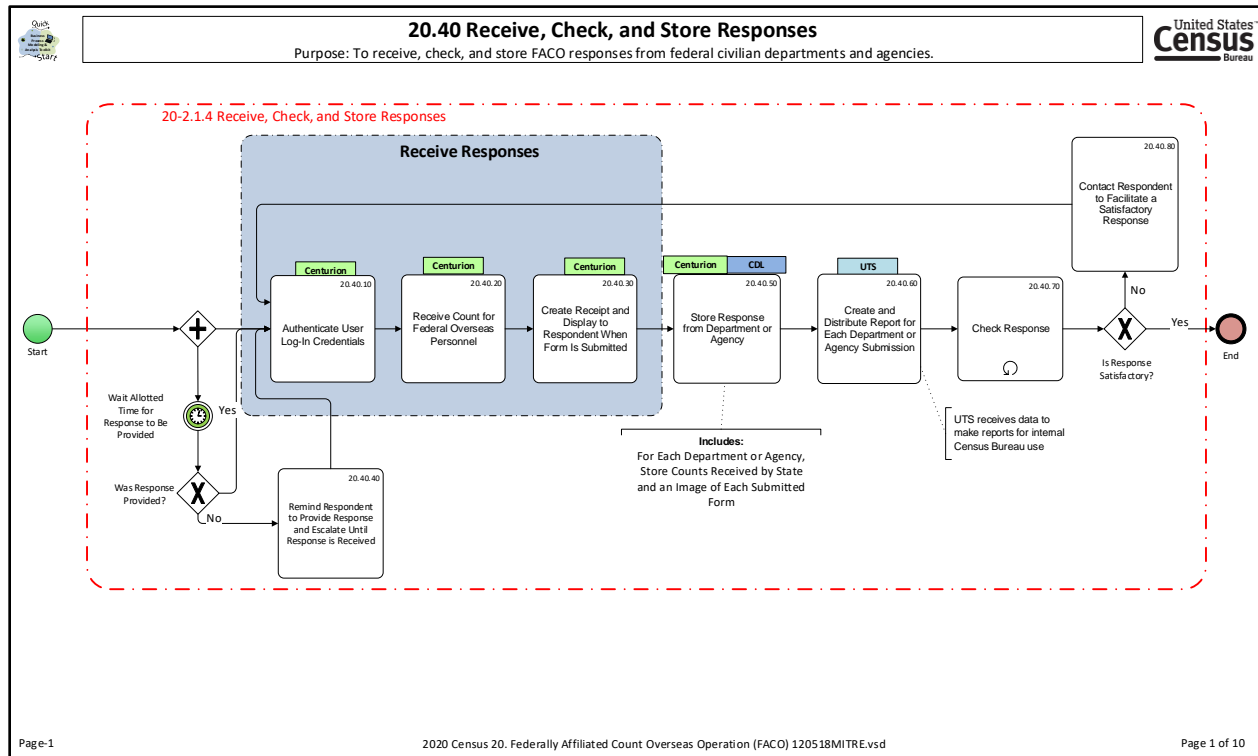 Quick
Business
Process
Modeling &
Analyst Toolkit
Start
20.40 Receive, Check, and Store Responses
Purpose: To receive, check, and store FACO responses from federal civilian departments and agencies.
United States™
Census
Bureau
20-2.1.4 Receive, Check, and Store Responses
Receive Responses
20.40.80
Contact Respondent
to Facilitate a
Satisfactory
Response
Centurion
20.40.10
Authenticate User
Log-In Credentials
Centurion
20.40.20
Receive Count for
Federal Overseas
Personnel
Centurion
20.40.30
Create Receipt and
Display to
Respondent When
Form Is Submitted
Centurion
CDL
20.40.50
Store Response
from Department or
Agency
UTS
20.40.60
Create and
Distribute Report for
Each Department or
Agency Submission
20.40.70
Check Response
No
Yes
Is Response
Satisfactory?
Start
End
Wait Allotted
Time for
Response to Be
Provided
Yes
Was Response
Provided?
No
20.40.40
Remind Respondent
to Provide Response
and Escalate Until
Response is Received
Includes:
For Each Department or Agency,
Store Counts Received by State
and an Image of Each Submitted
Form
UTS receives data to
make reports for internal
Census Bureau use
Page-1
2020 Census 20. Federally Affiliated Count Overseas Operation (FACO) 120518MITRE.vsd
Page 1 of 10